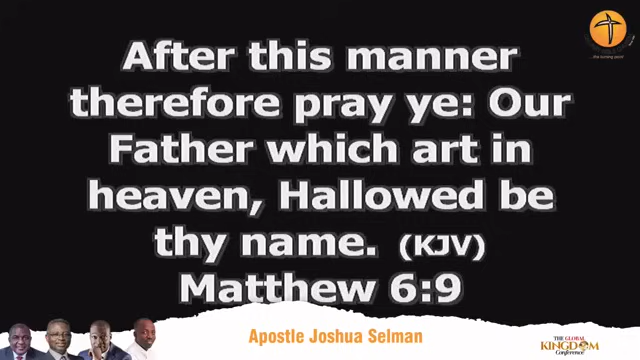 After this manner
therefore pray ye: Our
Father which art in
heaven, Hallowed be
thy name. (KJV)
Matthew 6:9
Apostle Joshua Selman
THE GLOBAL
KINGDOM
Conference